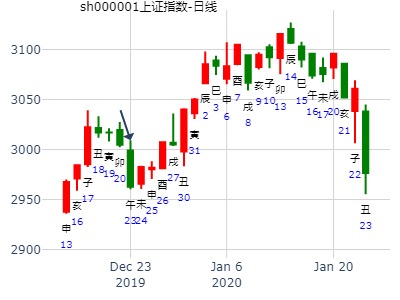 sh000001上证指数-日线
3100
3050
3000
2950
2900
申
13
亥
16
子
17
丑
18
寅
19
卯
20
午
24
未
24
申
25
酉
26
戌
27
丑
30
寅
31
辰
2
巳
3
申
6
酉
7
戌
8
亥
9
子
10
丑
13
辰
14
巳
15
午
16
未
17
戌
20
亥
21
子
22
丑
23
Dec 23
2019
Jan 6
2020
Jan 20